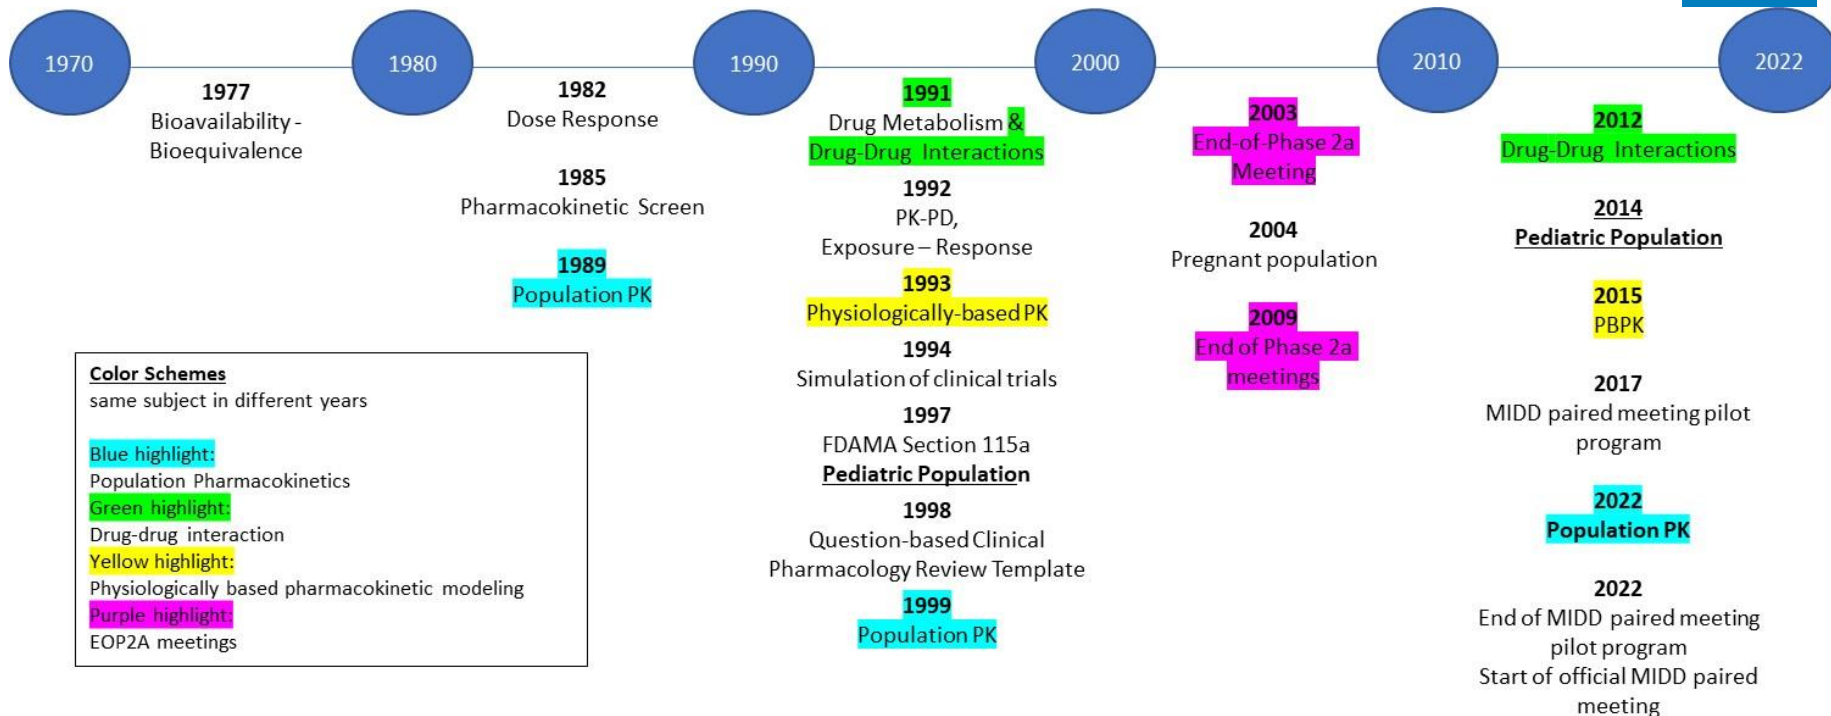 1970
1980
1990
2000
2010
2022
1977
Bioavailability -
Bioequivalence
1982
Dose Response
1985
Pharmacokinetic Screen
1989
Population PK
1991
Drug Metabolism &
Drug-Drug Interactions
1992
PK-PD,
Exposure – Response
1993
Physiologically-based PK
1994
Simulation of clinical trials
1997
FDAMA Section 115a
Pediatric Population
1998
Question-based Clinical
Pharmacology Review Template
1999
Population PK
2003
End-of-Phase 2a
Meeting
2004
Pregnant population
2009
End of Phase 2a
meetings
2012
Drug-Drug Interactions
2014
Pediatric Population
2015
PBPK
2017
MIDD paired meeting pilot
program
2022
Population PK
2022
End of MIDD paired meeting
pilot program
Start of official MIDD paired
meeting
Color Schemes
same subject in different years
Blue highlight:
Population Pharmacokinetics
Green highlight:
Drug-drug interaction
Yellow highlight:
Physiologically based pharmacokinetic modeling
Purple highlight:
EOP2A meetings